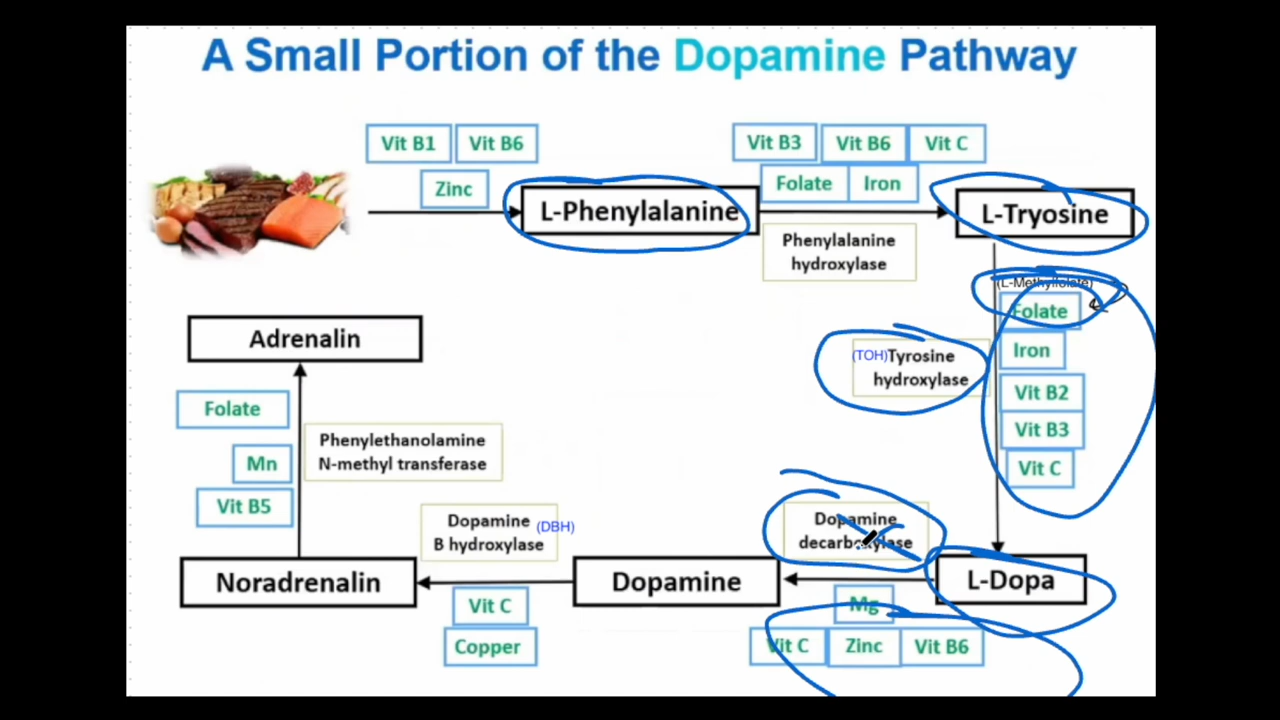 A Small Portion of the Dopamine Pathway
Vit B1 Vit B6
Zinc
L-Phenylalanine
Vit B3 Vit B6 Vit C
Folate Iron
Phenylalanine
hydroxylase
L-Tryosine
(L-Methylfolate)
Folate
Iron
Vit B2
Vit B3
Vit C
(TOH)Tyrosine
hydroxylase
L-Dopa
Dopamine
decarboxylase
Mg
Vit C Zinc Vit B6
Dopamine
Dopamine (DBH)
B hydroxylase
Vit C
Copper
Noradrenalin
Phenylethanolamine
N-methyl transferase
Folate
Mn
Vit B5
Adrenalin